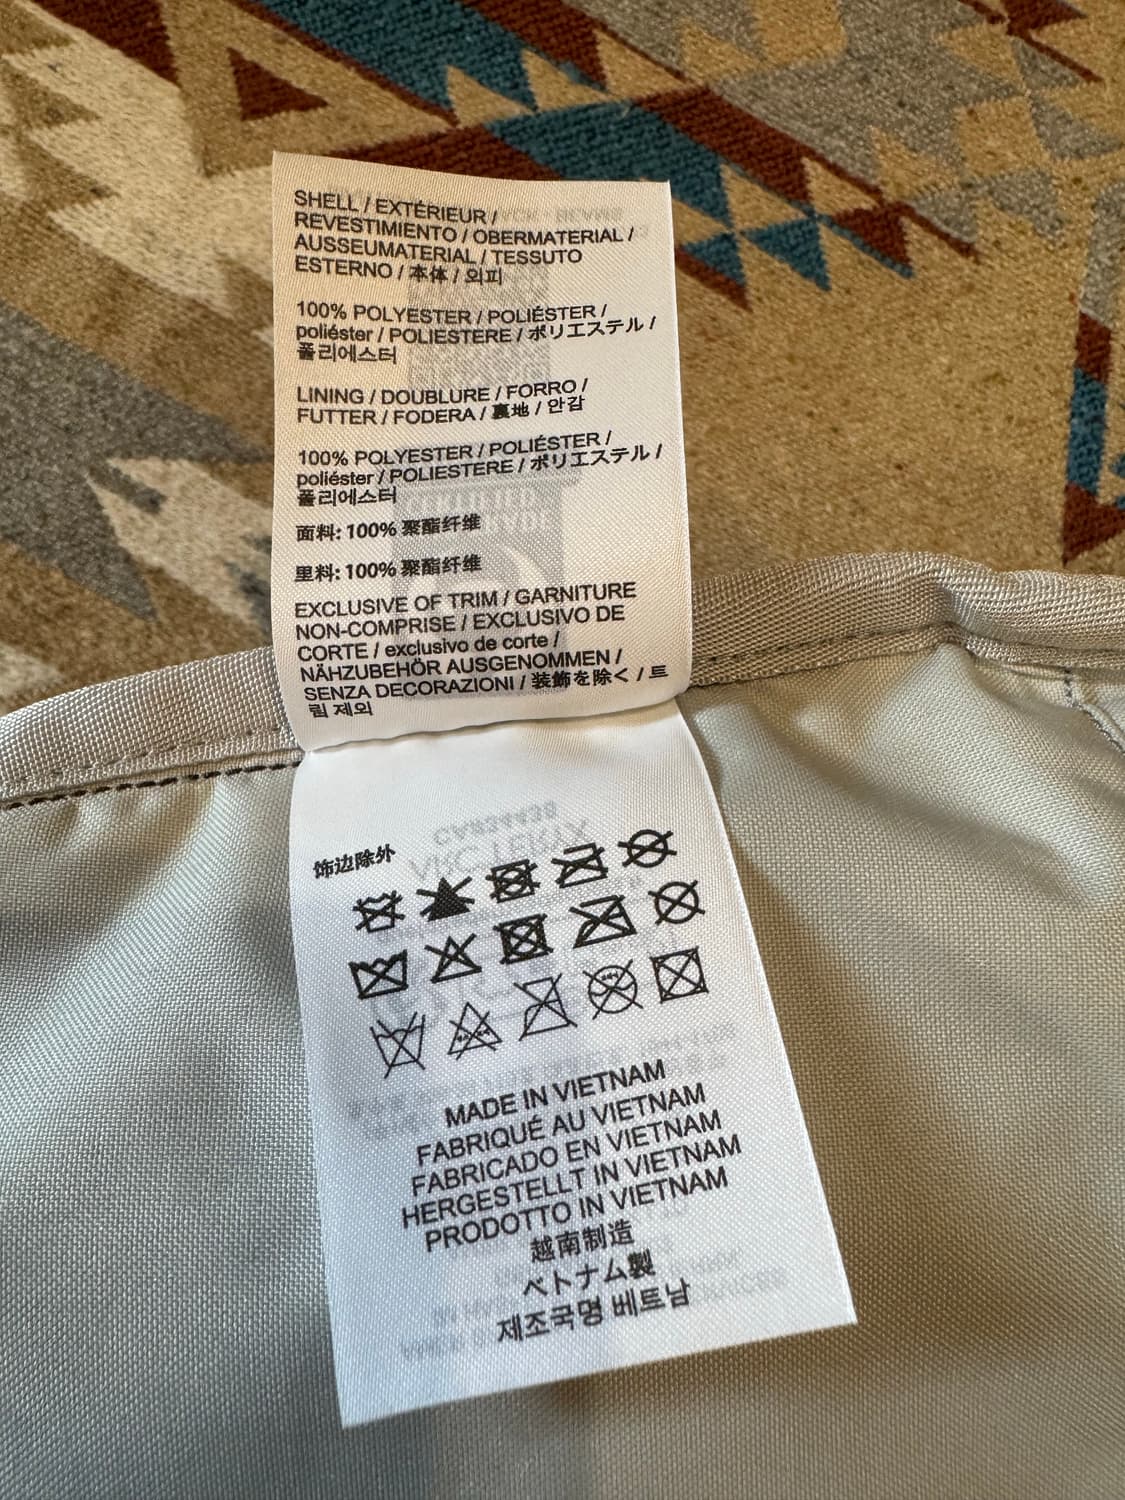 SHELL / EXTÉRIEUR /
REVESTIMIENTO / OBERMATERIAL /
AUSSEUMATERIAL / TESSUTO
ESTERNO / 本体 / 외피
100% POLYESTER / POLIÉSTER /
poliéster / POLIESTERE / ポリエステル /
폴리에스터
LINING / DOUBLURE / FORRO /
FUTTER / FODERA / 裏地 / 안감
100% POLYESTER / POLIÉSTER /
poliéster / POLIESTERE / ポリエステル /
폴리에스터
面料: 100% 聚酯纤维
里料: 100% 聚酯纤维
EXCLUSIVE OF TRIM / GARNITURE
NON-COMPRISE / EXCLUSIVO DE
CORTE / exclusivo de corte /
NÄHZUBEHÖR AUSGENOMMEN /
SENZA DECORAZIONI / 装飾を除く / 트
림 제외
饰边除外
MADE IN VIETNAM
FABRIQUÉ AU VIETNAM
FABRICADO EN VIETNAM
HERGESTELLT IN VIETNAM
PRODOTTO IN VIETNAM
越南制造
ベトナム製
제조국명 베트남